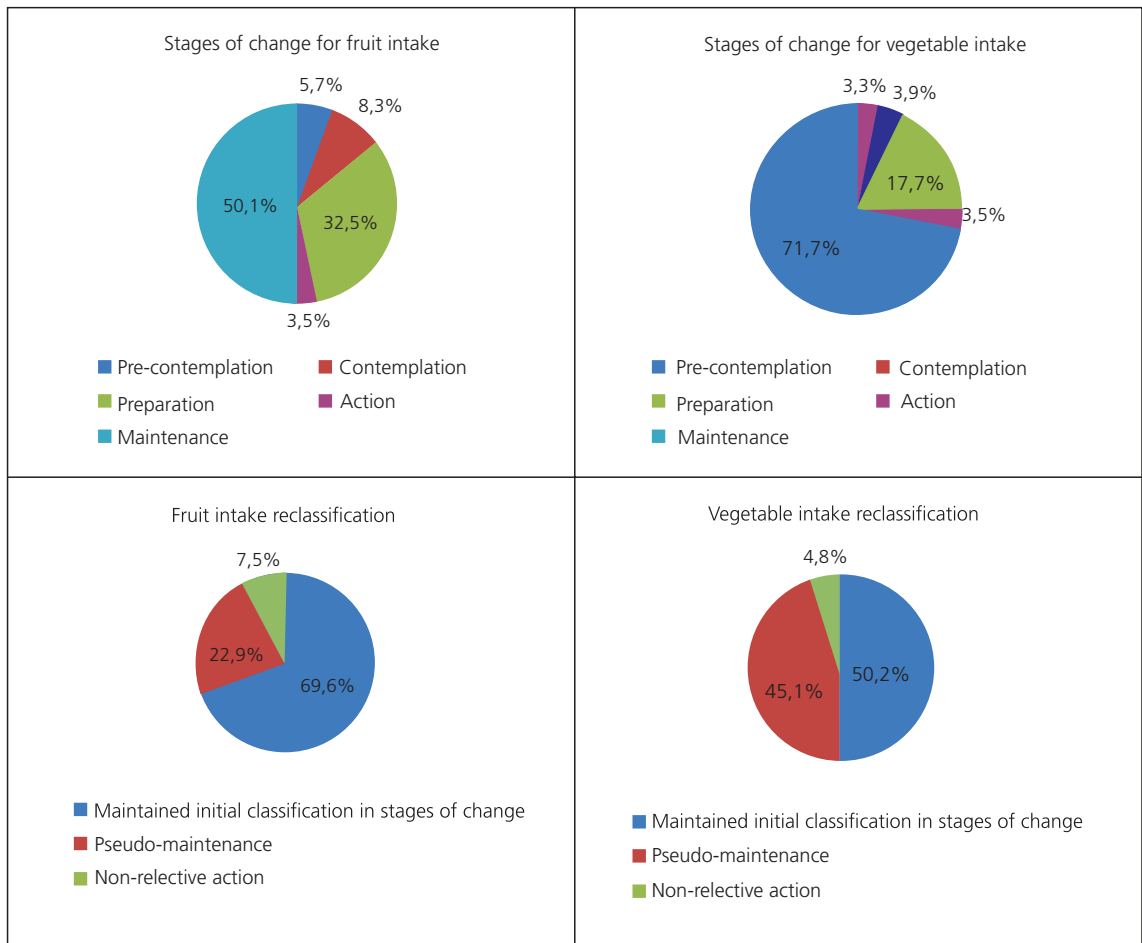 Stages of change for fruit intake
5,7%
8,3%
50,1%
32,5%
3,5%
Pre-contemplation
Contemplation
Preparation
Action
Maintenance
Stages of change for vegetable intake
3,3%
3,9%
17,7%
3,5%
71,7%
Pre-contemplation
Contemplation
Preparation
Action
Maintenance
Fruit intake reclassification
7,5%
22,9%
69,6%
Maintained initial classification in stages of change
Pseudo-maintenance
Non-relective action
Vegetable intake reclassification
4,8%
45,1%
50,2%
Maintained initial classification in stages of change
Pseudo-maintenance
Non-relective action